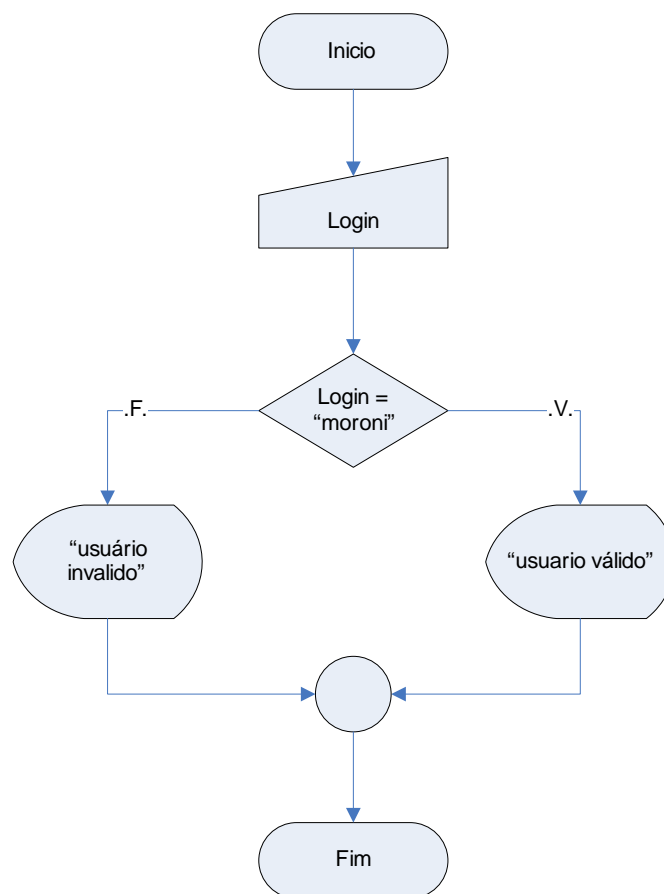 Inicio
Login
Login =
“moroni”
.F.
.V.
“usuário
invalido”
“usuario válido”
Fim